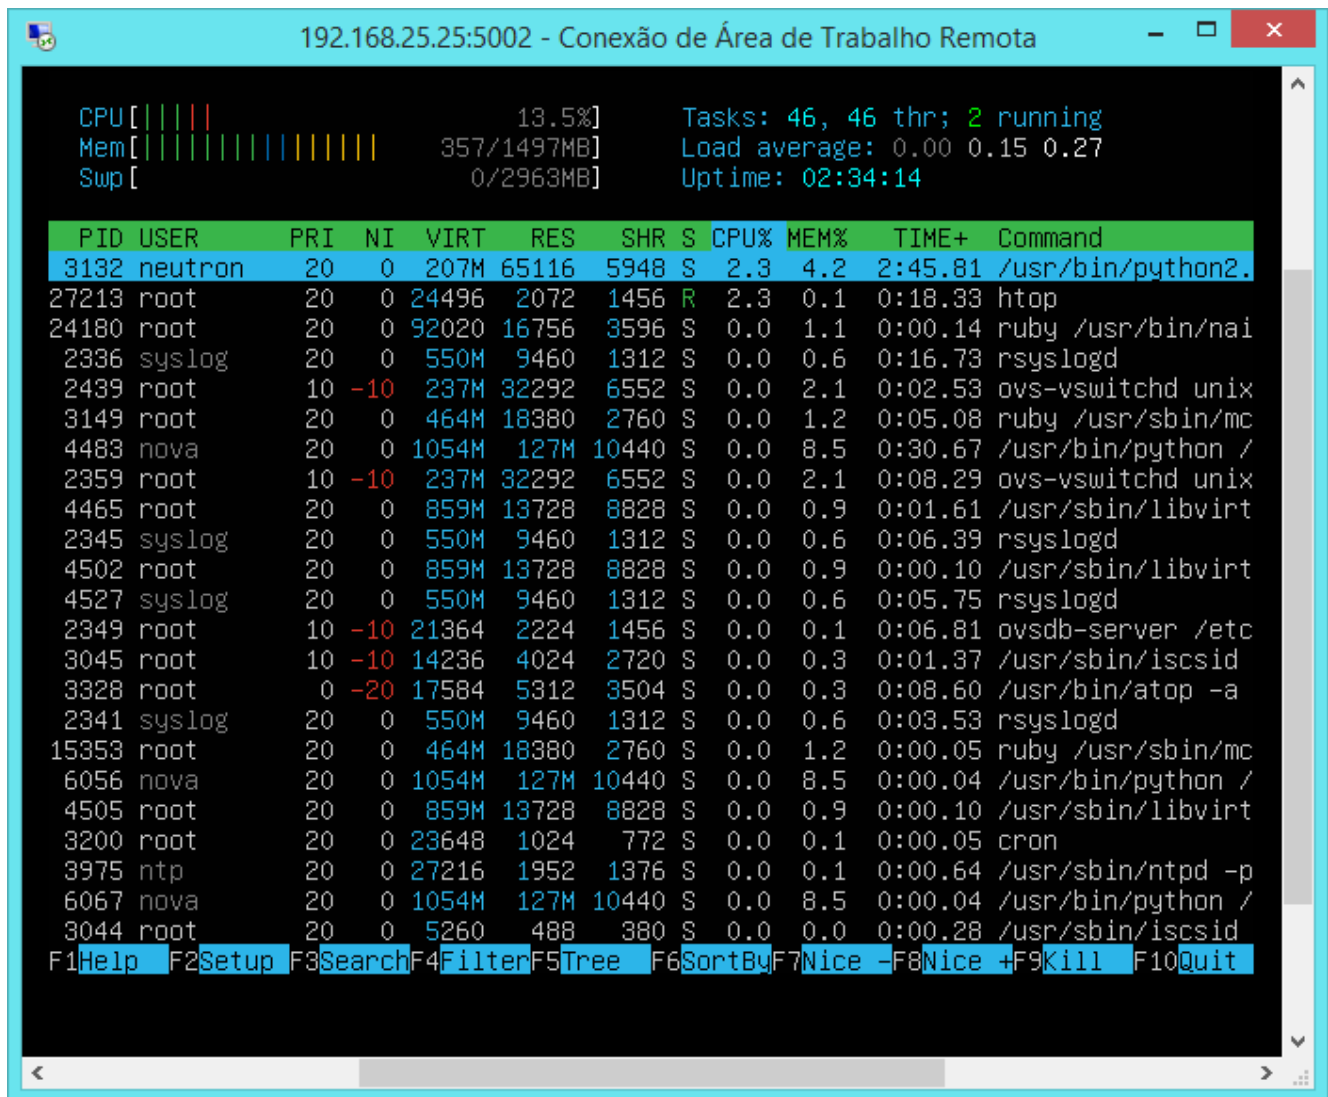 192.168.25.25:5002 - Conexão de Área de Trabalho Remota
CPU[||||| 13.5%] Tasks: 46, 46 thr; 2 running
Mem[|||||||||||||||| 357/1497MB] Load average: 0.00 0.15 0.27
Swp[ 0/2963MB] Uptime: 02:34:14
PID USER PRI NI VIRT RES SHR S CPU% MEM% TIME+ Command
3132 neutron 20 0 207M 65116 5948 S 2.3 4.2 2:45.81 /usr/bin/python2.
27213 root 20 0 24496 2072 1456 R 2.3 0.1 0:18.33 htop
24180 root 20 0 92020 16756 3596 S 0.0 1.1 0:00.14 ruby /usr/bin/nai
2336 syslog 20 0 550M 9460 1312 S 0.0 0.6 0:16.73 rsyslogd
2439 root 10 -10 237M 32292 6552 S 0.0 2.1 0:02.53 ovs-vswitchd unix
3149 root 20 0 464M 18380 2760 S 0.0 1.2 0:05.08 ruby /usr/sbin/mc
4483 nova 20 0 1054M 127M 10440 S 0.0 8.5 0:30.67 /usr/bin/python /
2359 root 10 -10 237M 32292 6552 S 0.0 2.1 0:08.29 ovs-vswitchd unix
4465 root 20 0 859M 13728 8828 S 0.0 0.9 0:01.61 /usr/sbin/libvirt
2345 syslog 20 0 550M 9460 1312 S 0.0 0.6 0:06.39 rsyslogd
4502 root 20 0 859M 13728 8828 S 0.0 0.9 0:00.10 /usr/sbin/libvirt
4527 syslog 20 0 550M 9460 1312 S 0.0 0.6 0:05.75 rsyslogd
2349 root 10 -10 21364 2224 1456 S 0.0 0.1 0:06.81 ovsdb-server /etc
3045 root 10 -10 14236 4024 2720 S 0.0 0.3 0:01.37 /usr/sbin/iscsid
3328 root 0 -20 17584 5312 3504 S 0.0 0.3 0:08.60 /usr/bin/atop -a
2341 syslog 20 0 550M 9460 1312 S 0.0 0.6 0:03.53 rsyslogd
15353 root 20 0 464M 18380 2760 S 0.0 1.2 0:00.05 ruby /usr/sbin/mc
6056 nova 20 0 1054M 127M 10440 S 0.0 8.5 0:00.04 /usr/bin/python /
4505 root 20 0 859M 13728 8828 S 0.0 0.9 0:00.10 /usr/sbin/libvirt
3200 root 20 0 23648 1024 772 S 0.0 0.1 0:00.05 cron
3975 ntp 20 0 27216 1952 1376 S 0.0 0.1 0:00.64 /usr/sbin/ntpd -p
6067 nova 20 0 1054M 127M 10440 S 0.0 8.5 0:00.04 /usr/bin/python /
3044 root 20 0 5260 488 380 S 0.0 0.0 0:00.28 /usr/sbin/iscsid
F1Help F2Setup F3SearchF4FilterF5Tree F6SortByF7Nice -F8Nice +F9Kill F10Quit